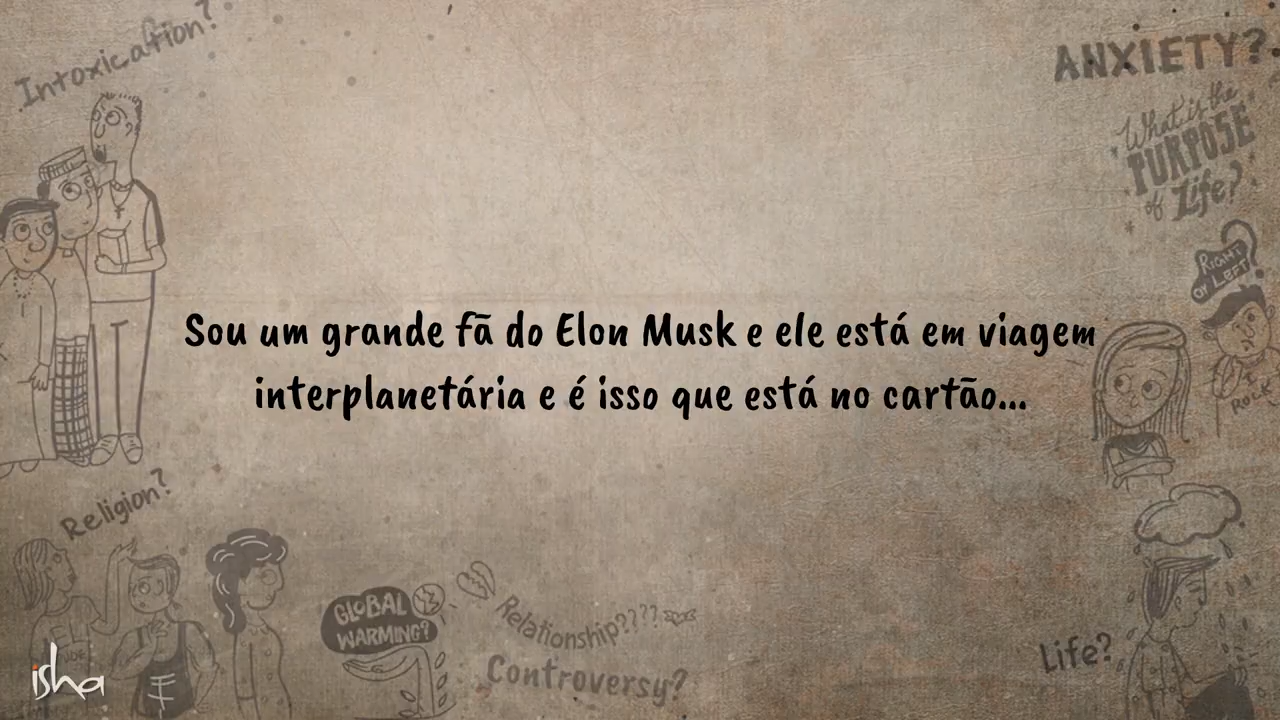 Intoxication?
ANXIETY?
What is the
PURPOSE
of Life?
RIGHT
OR LEFT
Sou um grande fã do Elon Musk e ele está em viagem
interplanetária e é isso que está no cartão...
ROCK
Religion?
GLOBAL
WARMING?
Relationship????
Controversy?
Life?
isha